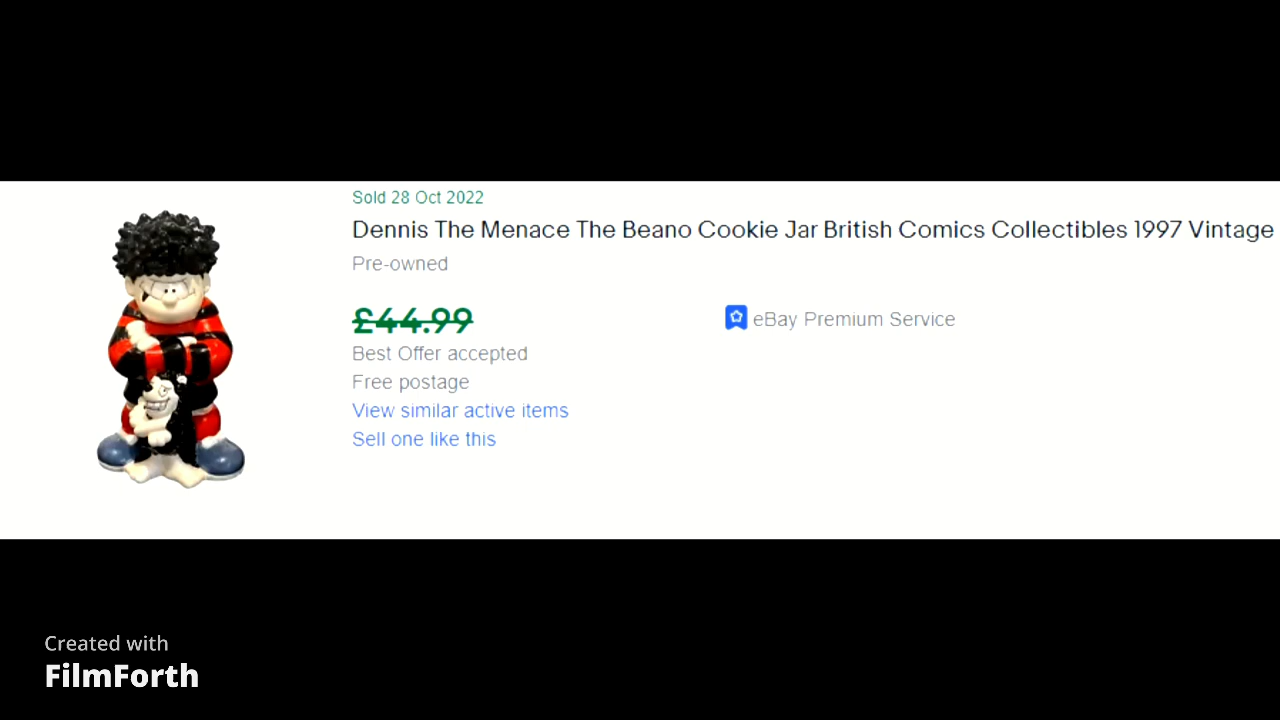 Sold 28 Oct 2022
Dennis The Menace The Beano Cookie Jar British Comics Collectibles 1997 Vintage
Pre-owned
£44.99
eBay Premium Service
Best Offer accepted
Free postage
View similar active items
Sell one like this
Created with
FilmForth